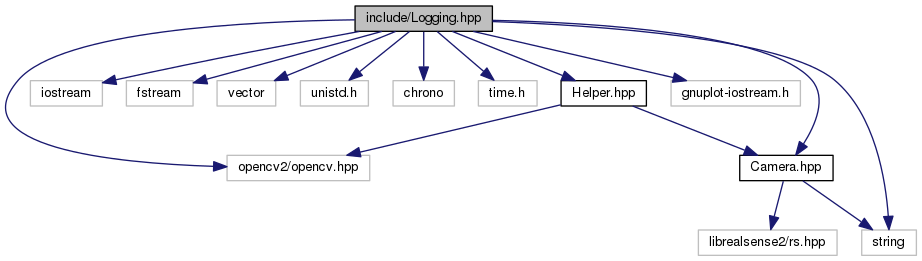 include/Logging.hpp
iostream
fstream
vector
unistd.h
chrono
time.h
Helper.hpp
gnuplot-iostream.h
opencv2/opencv.hpp
Camera.hpp
librealsense2/rs.hpp
string